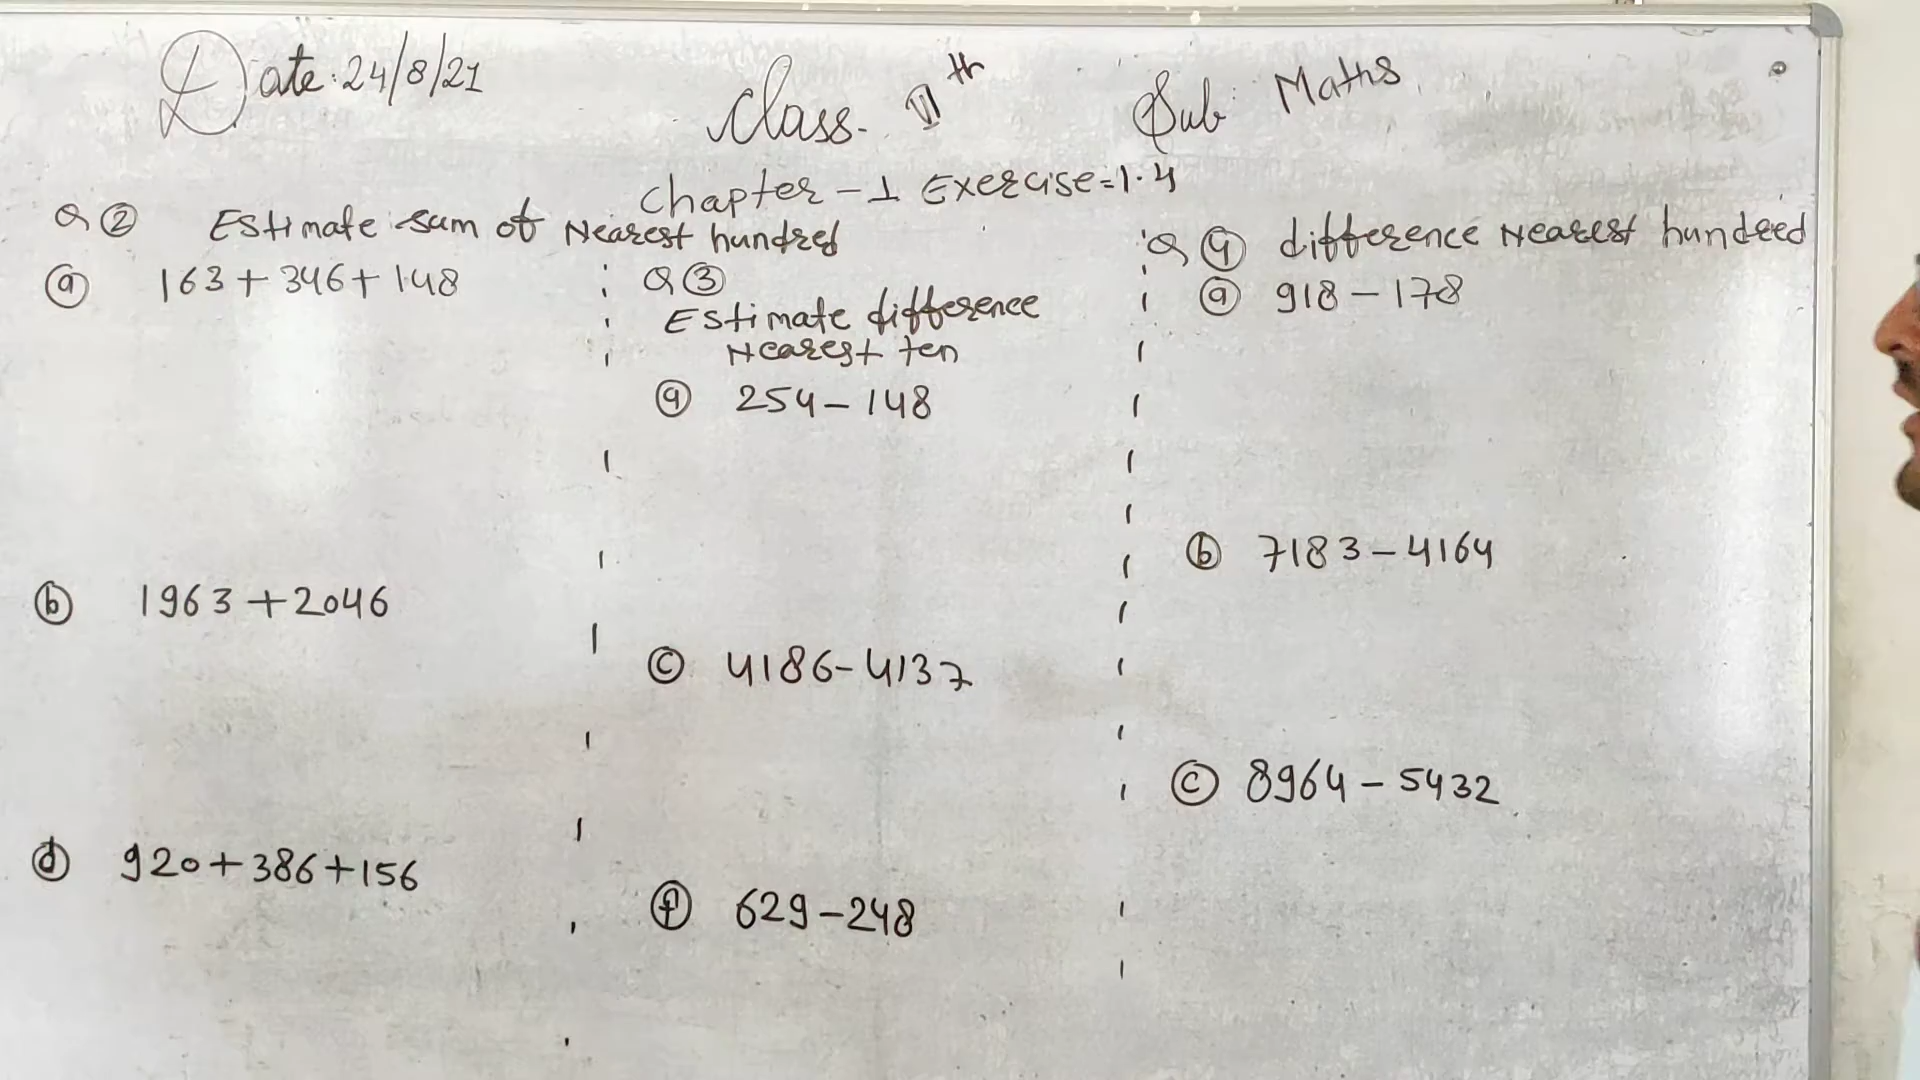 Date: 24/8/21
Class- VIth
Sub: Maths
Chapter - 1 Exercise = 1.4
Q ② Estimate sum of Nearest hundred
ⓐ 163 + 346 + 148
ⓑ 1963 + 2046
ⓓ 920 + 386 + 156
Q ③
Estimate difference
Nearest ten
ⓐ 254 - 148
ⓒ 4186 - 4137
ⓕ 629 - 248
Q ④ difference Nearest hundred
ⓐ 918 - 178
ⓑ 7183 - 4164
ⓒ 8964 - 5432